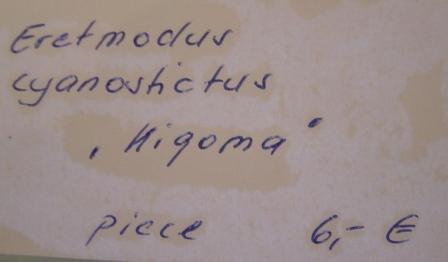 Eretmodus
cyanostictus
„Kigoma"
piece 6,- €